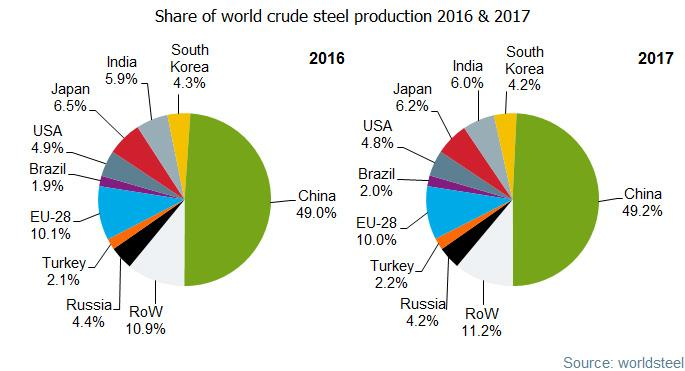 Share of world crude steel production 2016 & 2017
2016
South
Korea
4.3%
India
5.9%
Japan
6.5%
USA
4.9%
Brazil
1.9%
EU-28
10.1%
Turkey
2.1%
Russia
4.4%
RoW
10.9%
China
49.0%
2017
South
Korea
4.2%
India
6.0%
Japan
6.2%
USA
4.8%
Brazil
2.0%
EU-28
10.0%
Turkey
2.2%
Russia
4.2%
RoW
11.2%
China
49.2%
Source: worldsteel